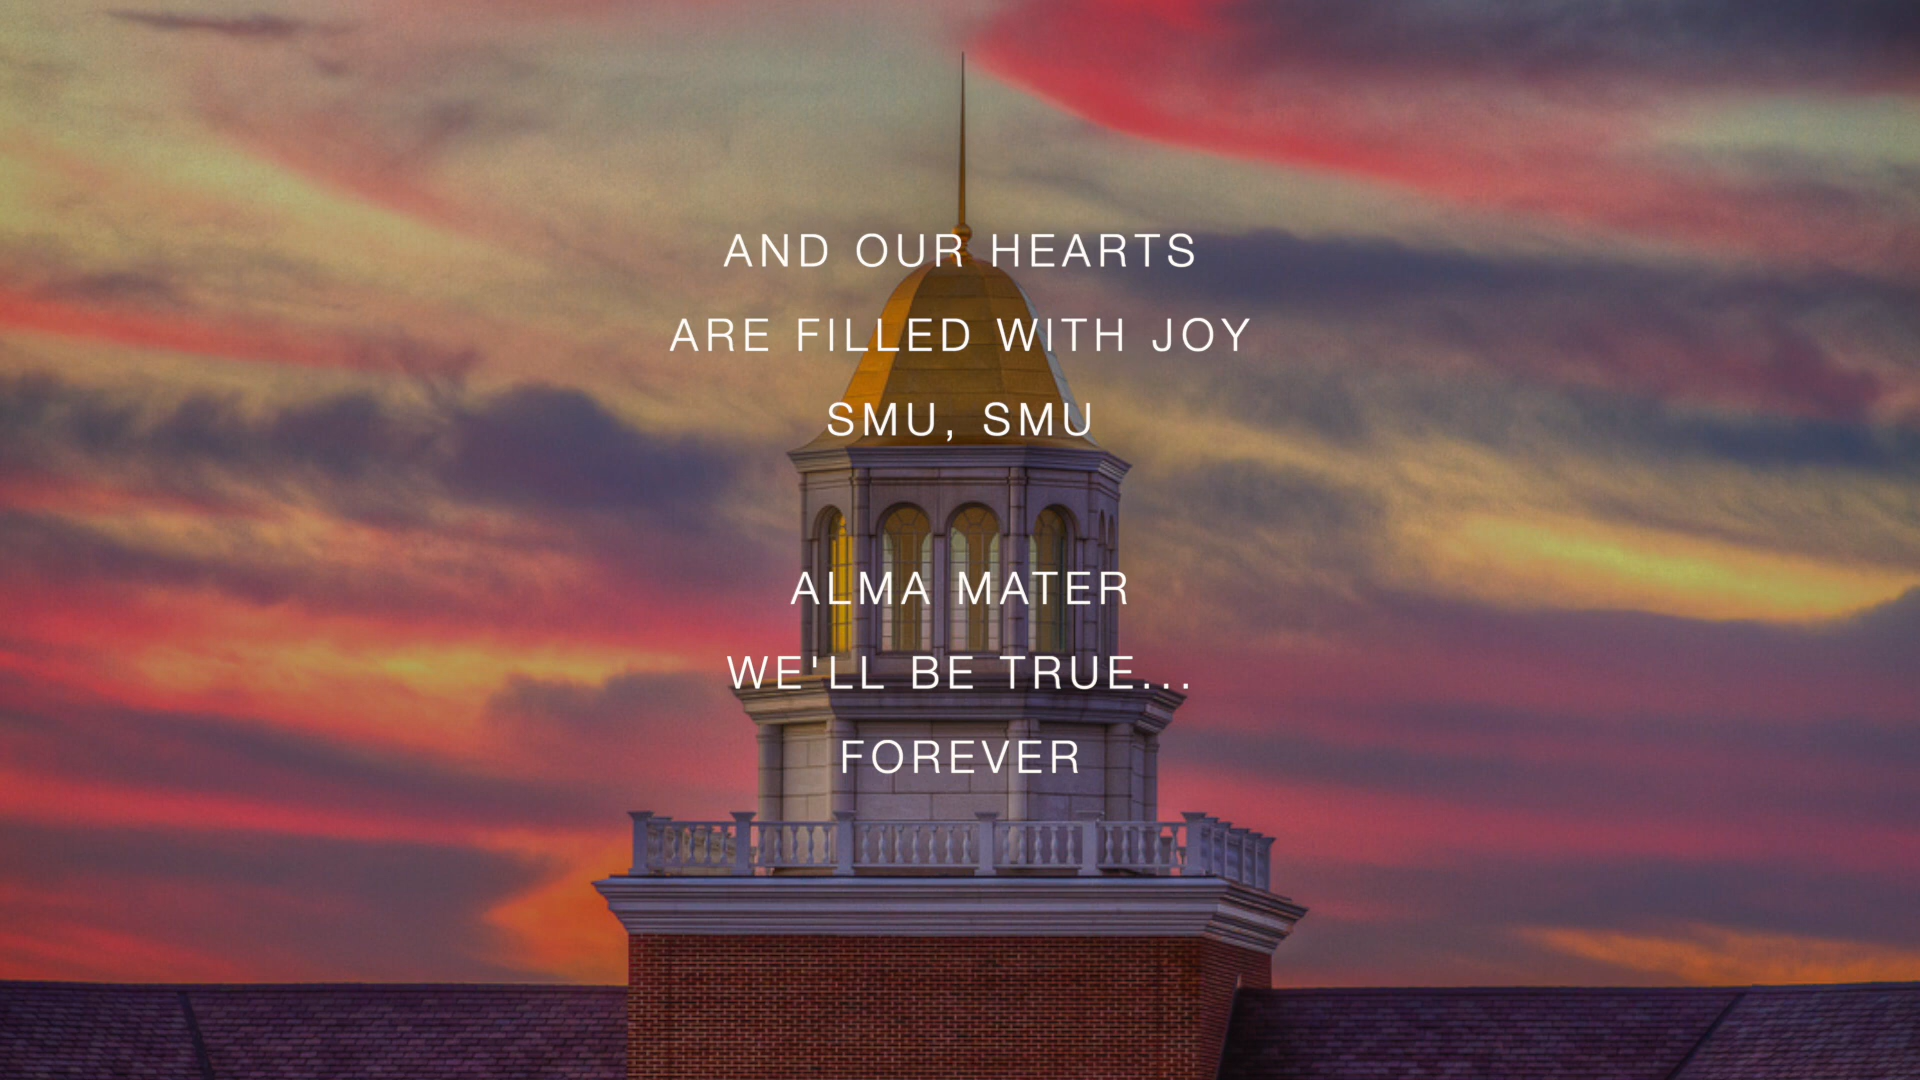 AND OUR HEARTS
ARE FILLED WITH JOY
SMU, SMU
ALMA MATER
WE'LL BE TRUE...
FOREVER